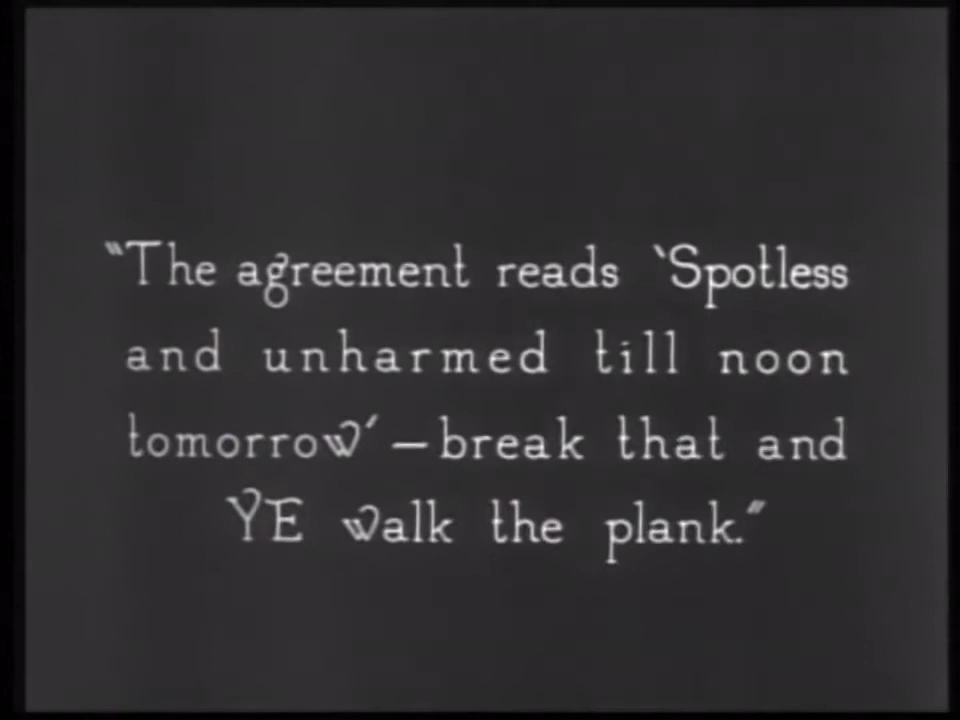 "The agreement reads 'Spotless
and unharmed till noon
tomorrow' — break that and
YE walk the plank."